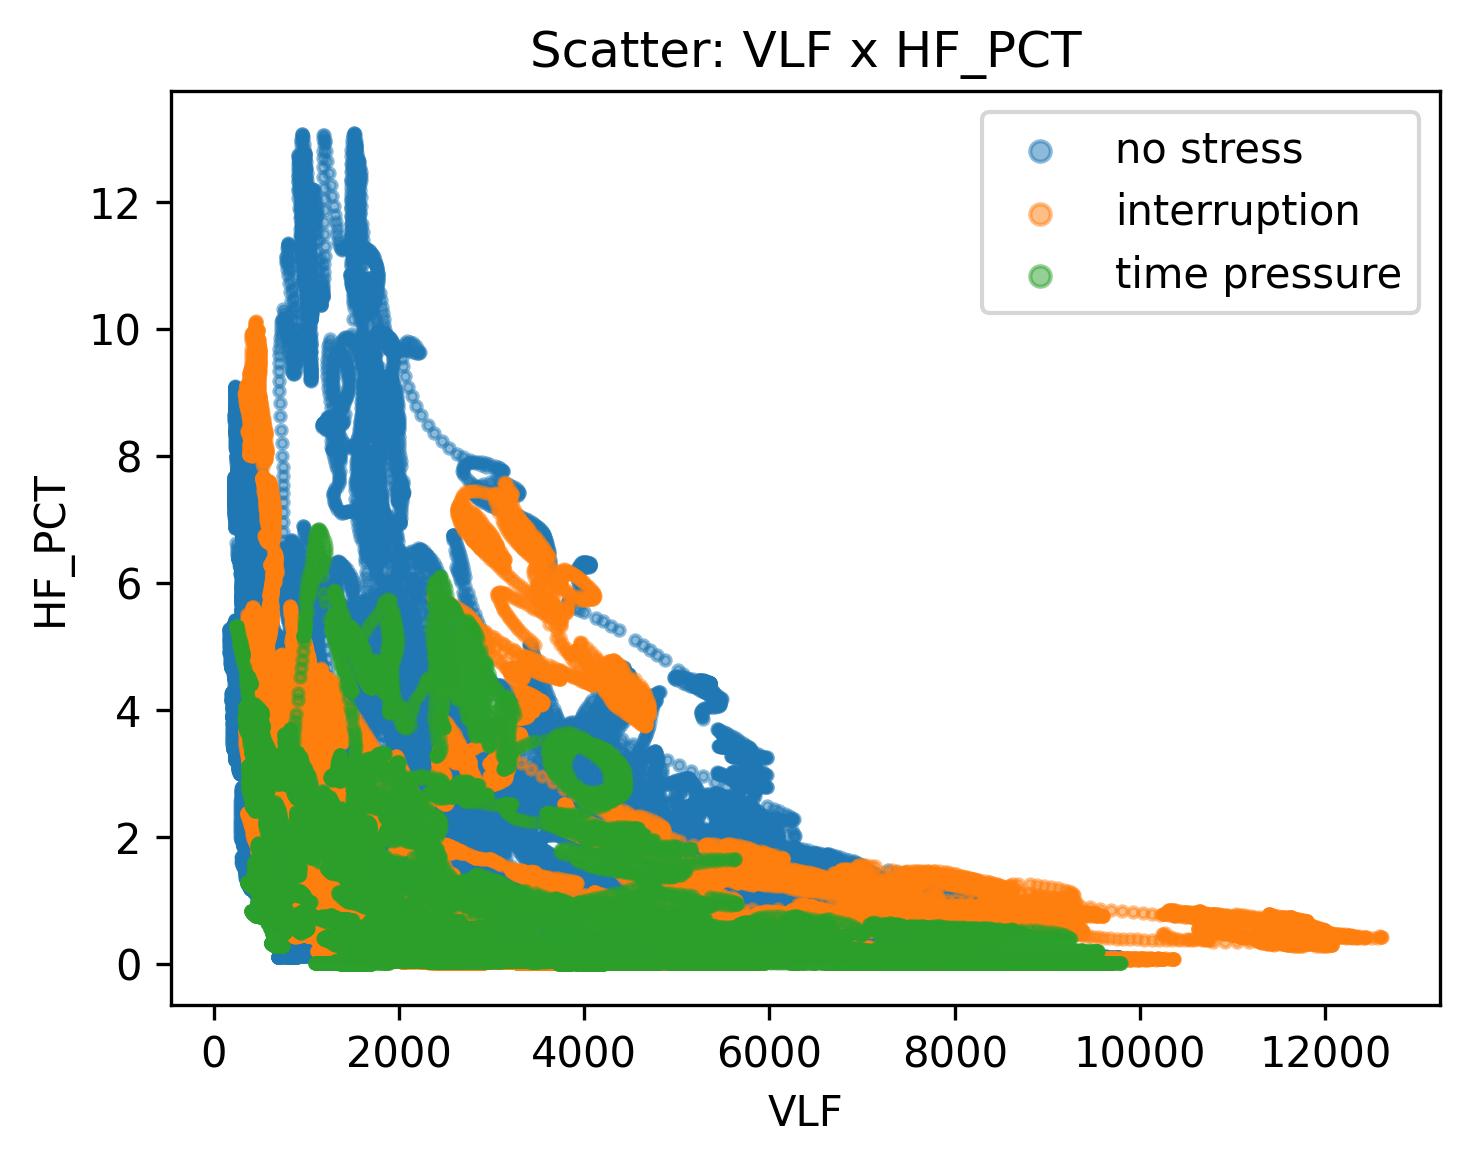 Scatter: VLF x HF_PCT
no stress
interruption
time pressure
HF_PCT
12
10
8
6
4
2
0
0 2000 4000 6000 8000 10000 12000
VLF